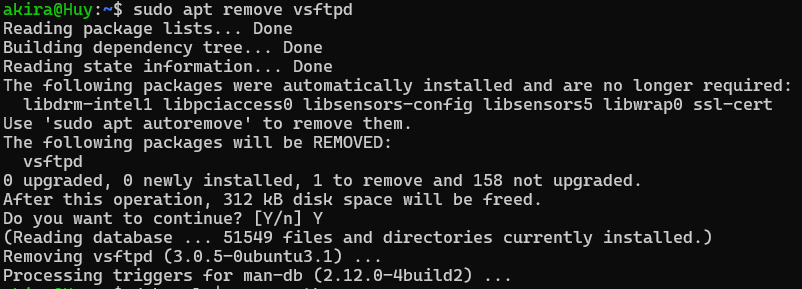 akira@Huy:~$ sudo apt remove vsftpd
Reading package lists... Done
Building dependency tree... Done
Reading state information... Done
The following packages were automatically installed and are no longer required:
  libdrm-intel1 libpciaccess0 libsensors-config libsensors5 libwrap0 ssl-cert
Use 'sudo apt autoremove' to remove them.
The following packages will be REMOVED:
  vsftpd
0 upgraded, 0 newly installed, 1 to remove and 158 not upgraded.
After this operation, 312 kB disk space will be freed.
Do you want to continue? [Y/n] Y
(Reading database ... 51549 files and directories currently installed.)
Removing vsftpd (3.0.5-0ubuntu3.1) ...
Processing triggers for man-db (2.12.0-4build2) ...